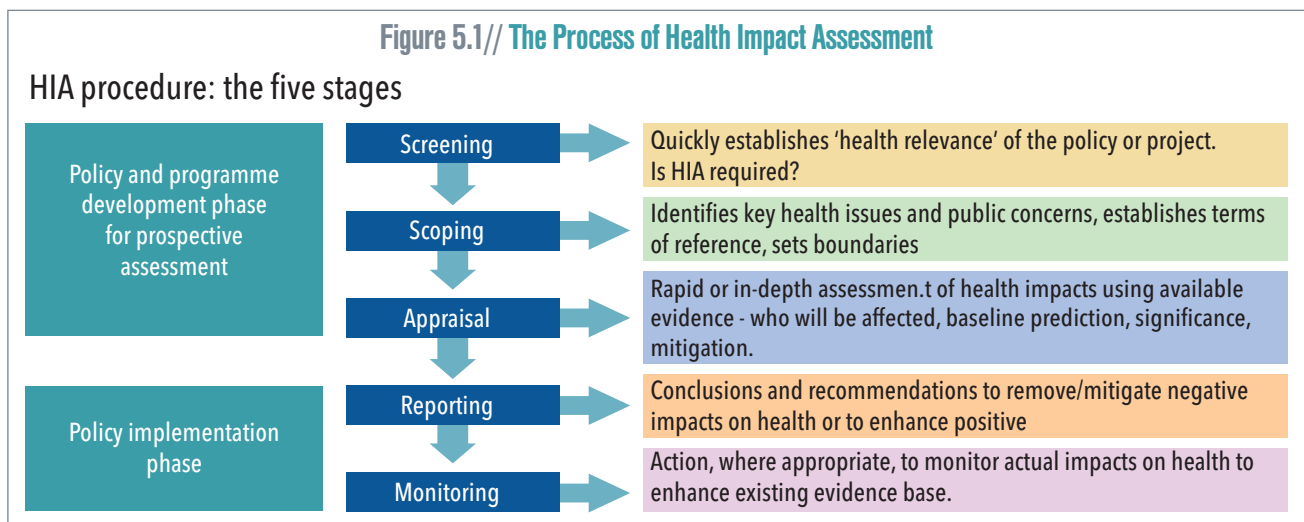 Figure 5.1// The Process of Health Impact Assessment
HIA procedure: the five stages
Policy and programme
development phase
for prospective
assessment
Screening
Quickly establishes ‘health relevance’ of the policy or project.
Is HIA required?
Scoping
Identifies key health issues and public concerns, establishes terms
of reference, sets boundaries
Appraisal
Rapid or in-depth assessmen.t of health impacts using available
evidence - who will be affected, baseline prediction, significance,
mitigation.
Policy implementation
phase
Reporting
Conclusions and recommendations to remove/mitigate negative
impacts on health or to enhance positive
Monitoring
Action, where appropriate, to monitor actual impacts on health to
enhance existing evidence base.